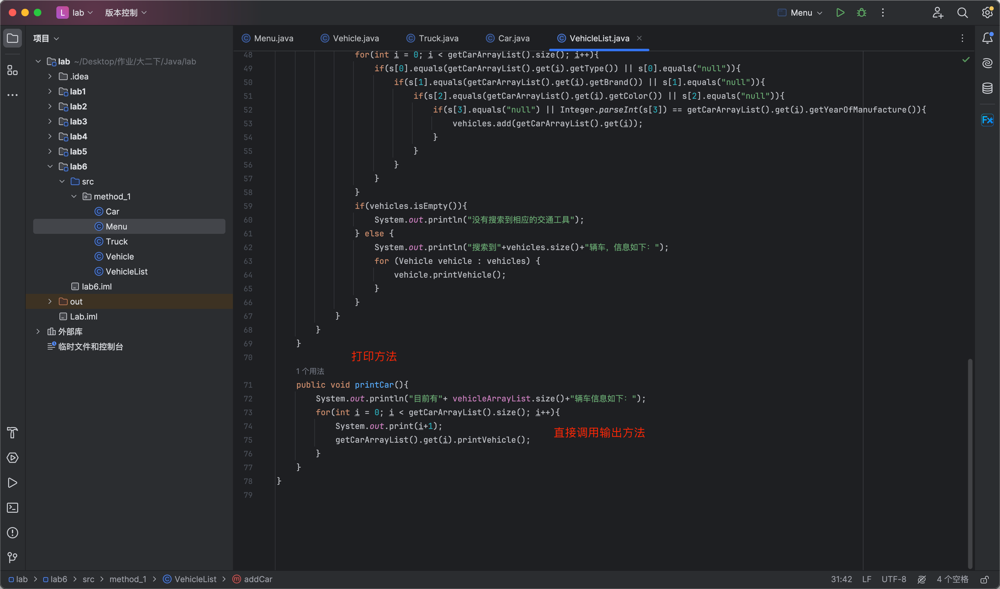 L lab 版本控制 Menu
项目
lab ~/Desktop/作业/大二下/Java/lab
.idea
lab1
lab2
lab3
lab4
lab5
lab6
src
method_1
Car
Menu
Truck
Vehicle
VehicleList
lab6.iml
out
Lab.iml
外部库
临时文件和控制台
Menu.java Vehicle.java Truck.java Car.java VehicleList.java
48 for(int i = 0; i < getCarArrayList().size(); i++){
49 if(s[0].equals(getCarArrayList().get(i).getType()) || s[0].equals("null")){
50 if(s[1].equals(getCarArrayList().get(i).getBrand()) || s[1].equals("null")){
51 if(s[2].equals(getCarArrayList().get(i).getColor()) || s[2].equals("null")){
52 if(s[3].equals("null") || Integer.parseInt(s[3]) == getCarArrayList().get(i).getYearOfManufacture()){
53 vehicles.add(getCarArrayList().get(i));
54 }
55 }
56 }
57 }
58 }
59 if(vehicles.isEmpty()){
60 System.out.println("没有搜索到相应的交通工具");
61 } else {
62 System.out.println("搜索到"+vehicles.size()+"辆车，信息如下：");
63 for (Vehicle vehicle : vehicles) {
64 vehicle.printVehicle();
65 }
66 }
67 }
68 }
69 }
70 打印方法
1 个用法
71 public void printCar(){
72 System.out.println("目前有"+ vehicleArrayList.size()+"辆车信息如下：");
73 for(int i = 0; i < getCarArrayList().size(); i++){
74 System.out.print(i+1);
直接调用输出方法
75 getCarArrayList().get(i).printVehicle();
76 }
77 }
78 }
79
Fx
lab > lab6 > src > method_1 > VehicleList > addCar 31:42 LF UTF-8 4 个空格